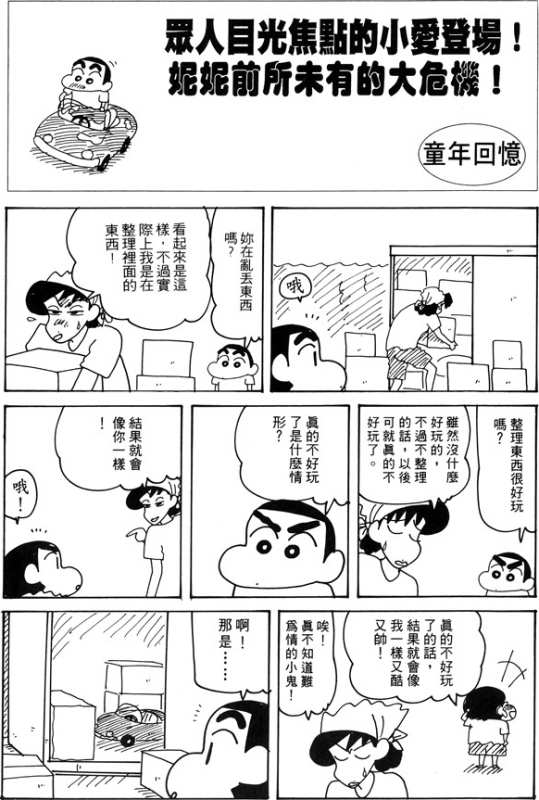 眾人目光焦點的小愛登場！
妮妮前所未有的大危機！
童年回憶
哦
妳在亂丟東西
嗎？
看起來是這
樣，不過實
際上我是在
整理裡面的
東西！
整理東西很好玩
嗎？
雖然沒什麼
好玩的，
不過不整理
的話，以後
可就真的不
好玩了。
真的不好玩
了是什麼情
形？
結果就會
像你一樣
！
哦！
真的不好玩
了的話，
結果就會像
我一樣又酷
又帥！
唉！
真不知道難
為情的小鬼！
啊！
那是……